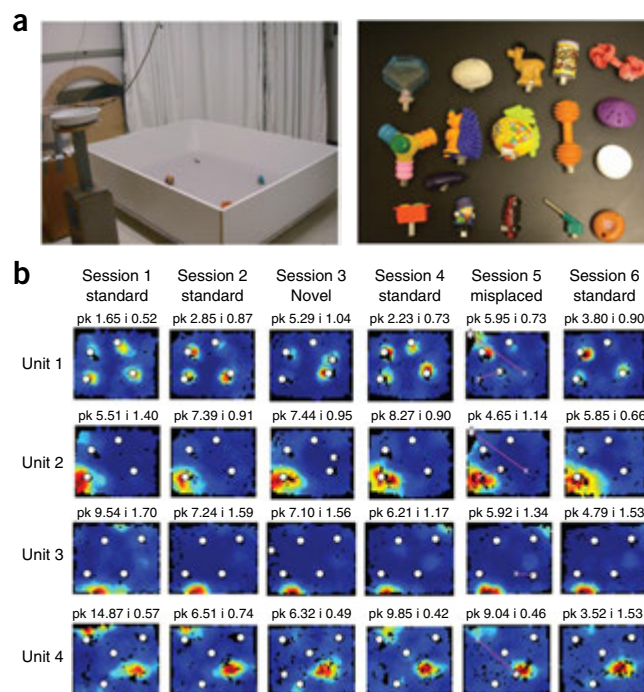 a
b
Session 1 Session 2 Session 3 Session 4 Session 5 Session 6
standard standard Novel standard misplaced standard
pk 1.65 i 0.52 pk 2.85 i 0.87 pk 5.29 i 1.04 pk 2.23 i 0.73 pk 5.95 i 0.73 pk 3.80 i 0.90
Unit 1
pk 5.51 i 1.40 pk 7.39 i 0.91 pk 7.44 i 0.95 pk 8.27 i 0.90 pk 4.65 i 1.14 pk 5.85 i 0.66
Unit 2
pk 9.54 i 1.70 pk 7.24 i 1.59 pk 7.10 i 1.56 pk 6.21 i 1.17 pk 5.92 i 1.34 pk 4.79 i 1.53
Unit 3
pk 14.87 i 0.57 pk 6.51 i 0.74 pk 6.32 i 0.49 pk 9.85 i 0.42 pk 9.04 i 0.46 pk 3.52 i 1.53
Unit 4